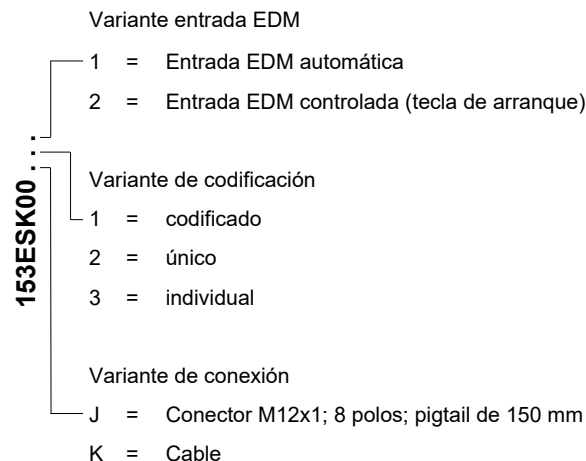 Variante entrada EDM
1 = Entrada EDM automática
2 = Entrada EDM controlada (tecla de arranque)
153ESK00 . . .
Variante de codificación
1 = codificado
2 = único
3 = individual
Variante de conexión
J = Conector M12x1; 8 polos; pigtail de 150 mm
K = Cable